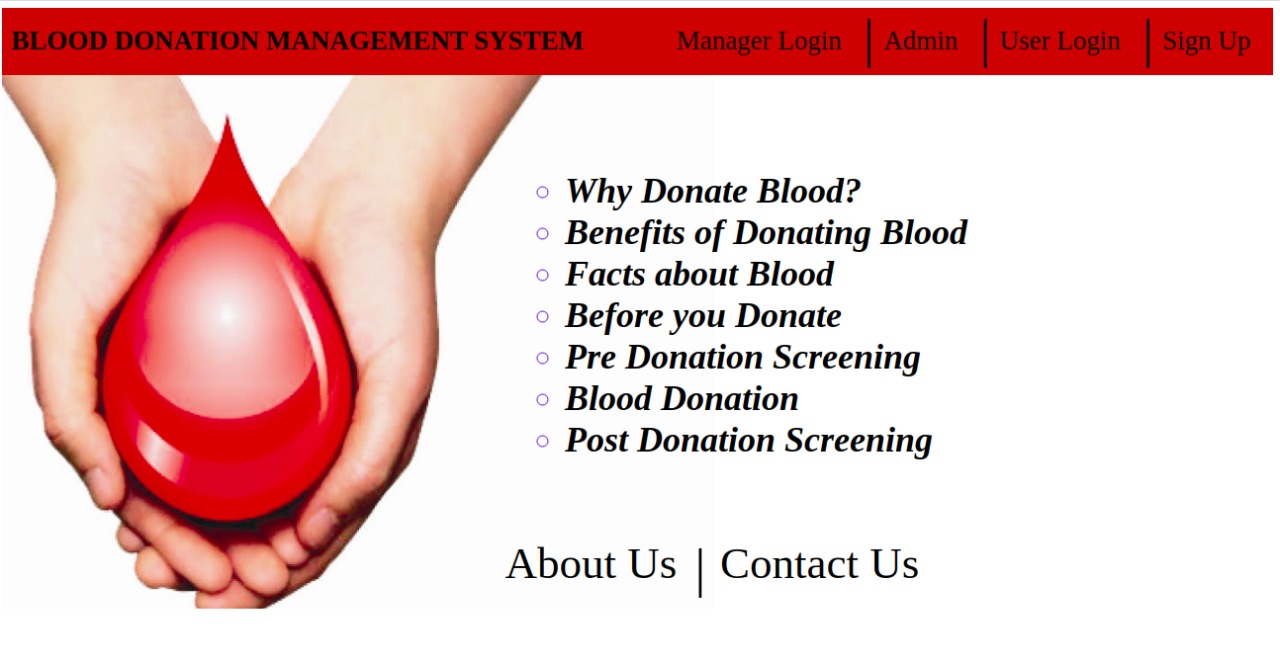 BLOOD DONATION MANAGEMENT SYSTEM Manager Login Admin User Login Sign Up
Why Donate Blood?
Benefits of Donating Blood
Facts about Blood
Before you Donate
Pre Donation Screening
Blood Donation
Post Donation Screening
About Us | Contact Us